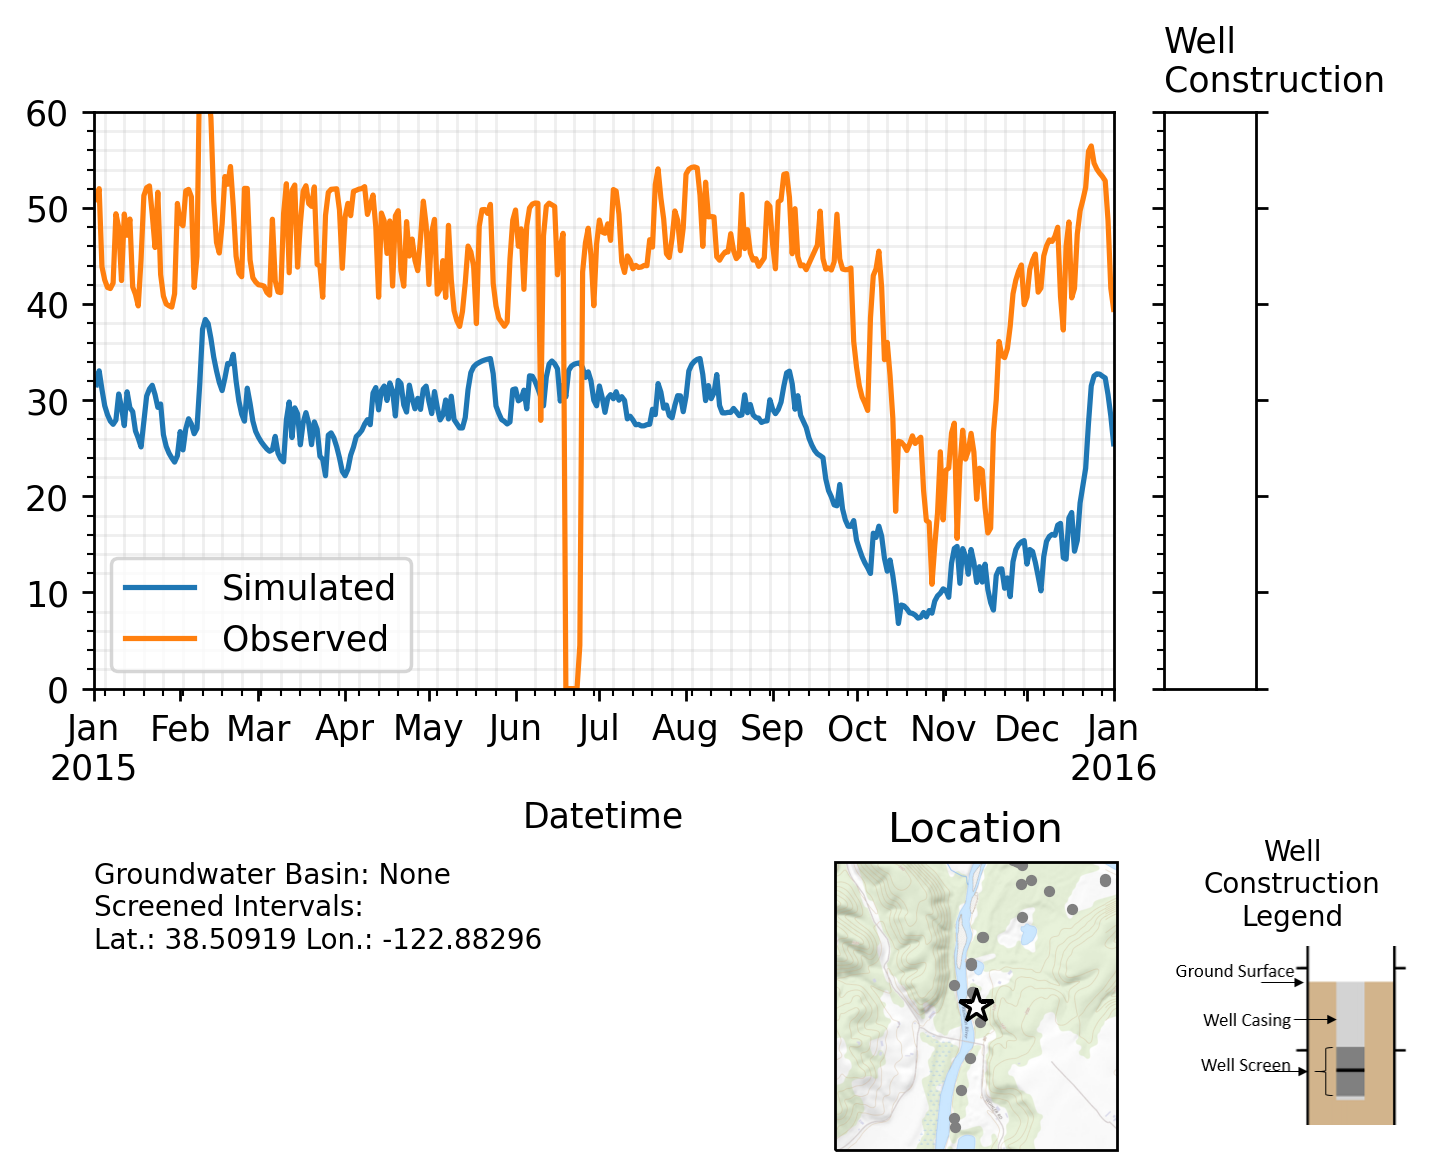 Well
Construction
60
50
40
30
20
10
0
Simulated
Observed
Jan Feb Mar Apr May Jun Jul Aug Sep Oct Nov Dec Jan
2015 2016
Datetime
Groundwater Basin: None
Screened Intervals:
Lat.: 38.50919 Lon.: -122.88296
Location
Well
Construction
Legend
Ground Surface
Well Casing
Well Screen